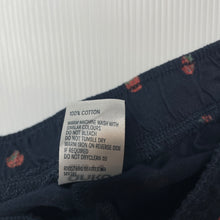 100% COTTON
WARM MACHINE WASH WITH
SIMILAR COLOURS
DO NOT BLEACH
DO NOT TUMBLE DRY
WARM IRON ON REVERSE SIDE
IF REQUIRED
DO NOT DRYCLEAN